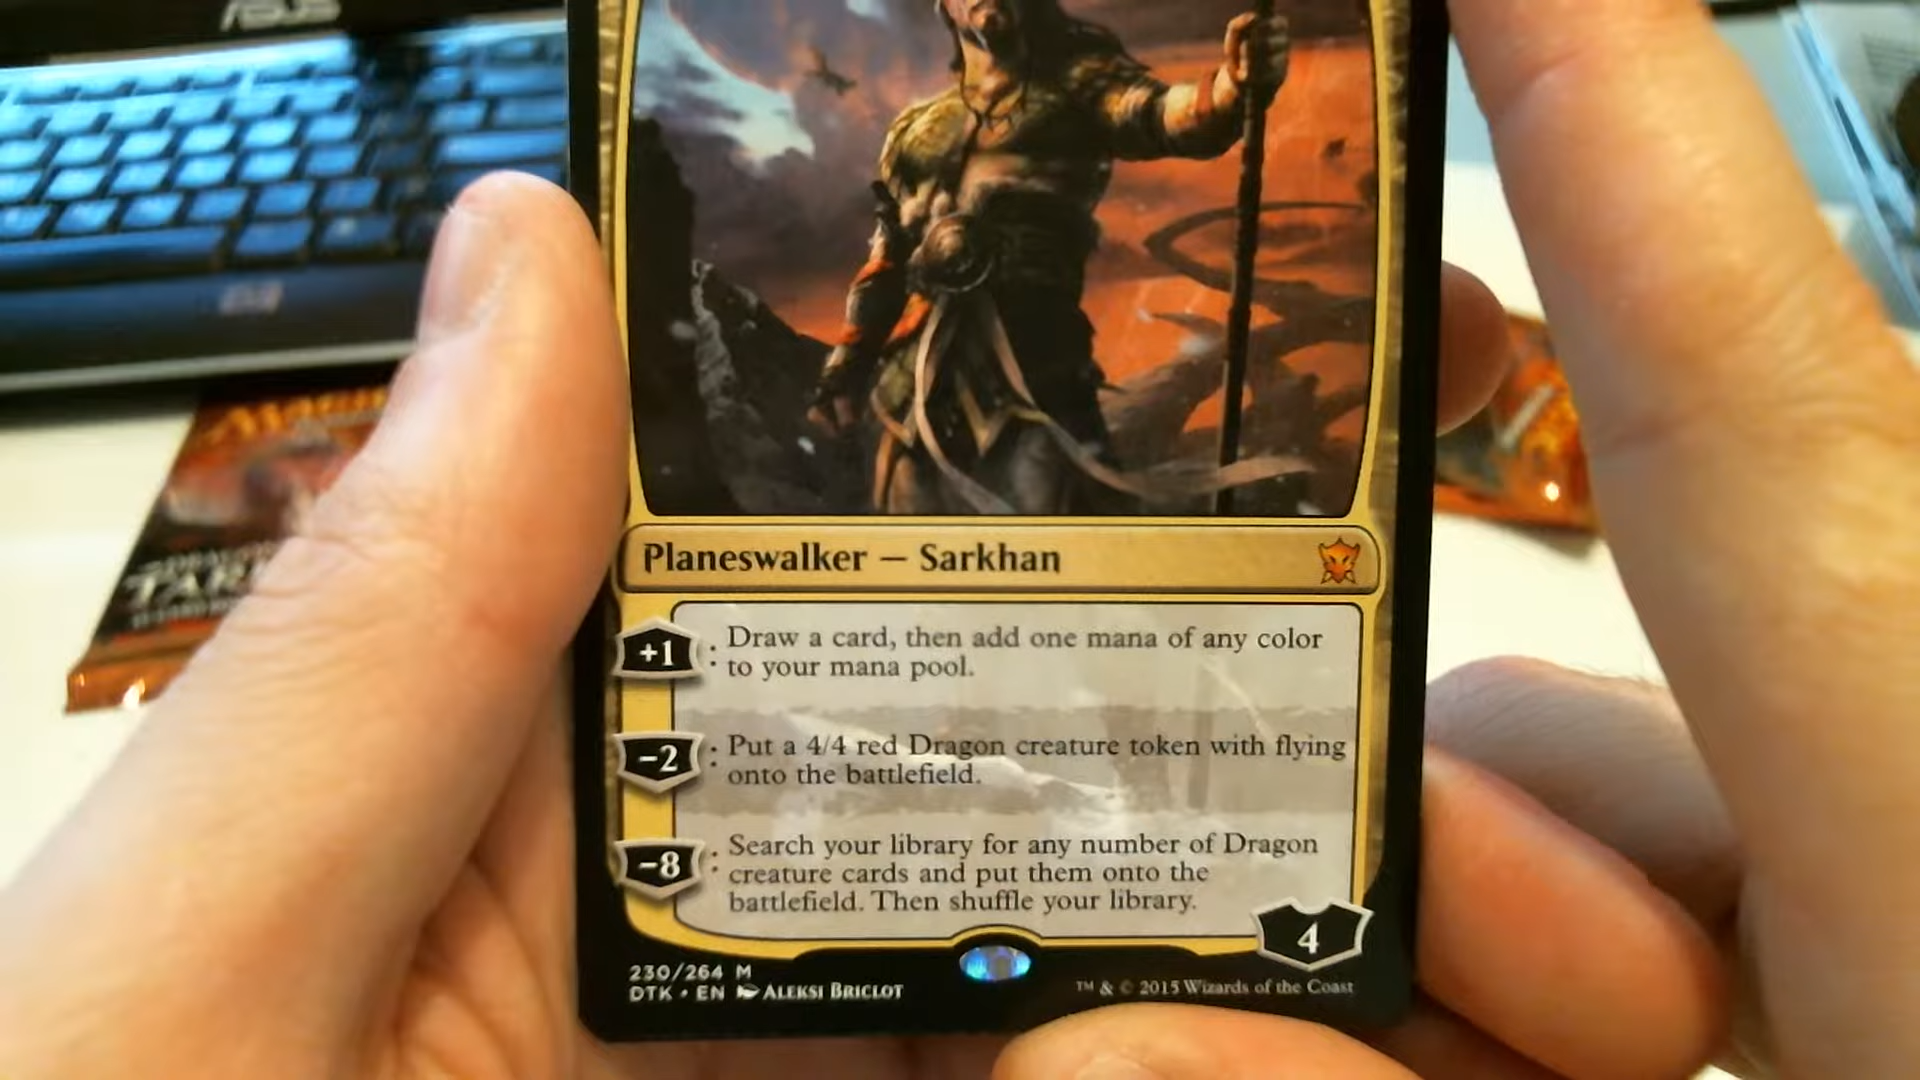 ASUS
Planeswalker — Sarkhan
+1 : Draw a card, then add one mana of any color
to your mana pool.
−2 : Put a 4/4 red Dragon creature token with flying
onto the battlefield.
−8 : Search your library for any number of Dragon
creature cards and put them onto the
battlefield. Then shuffle your library.
4
230/264 M
DTK • EN ALEKSI BRICLOT
™ & © 2015 Wizards of the Coast